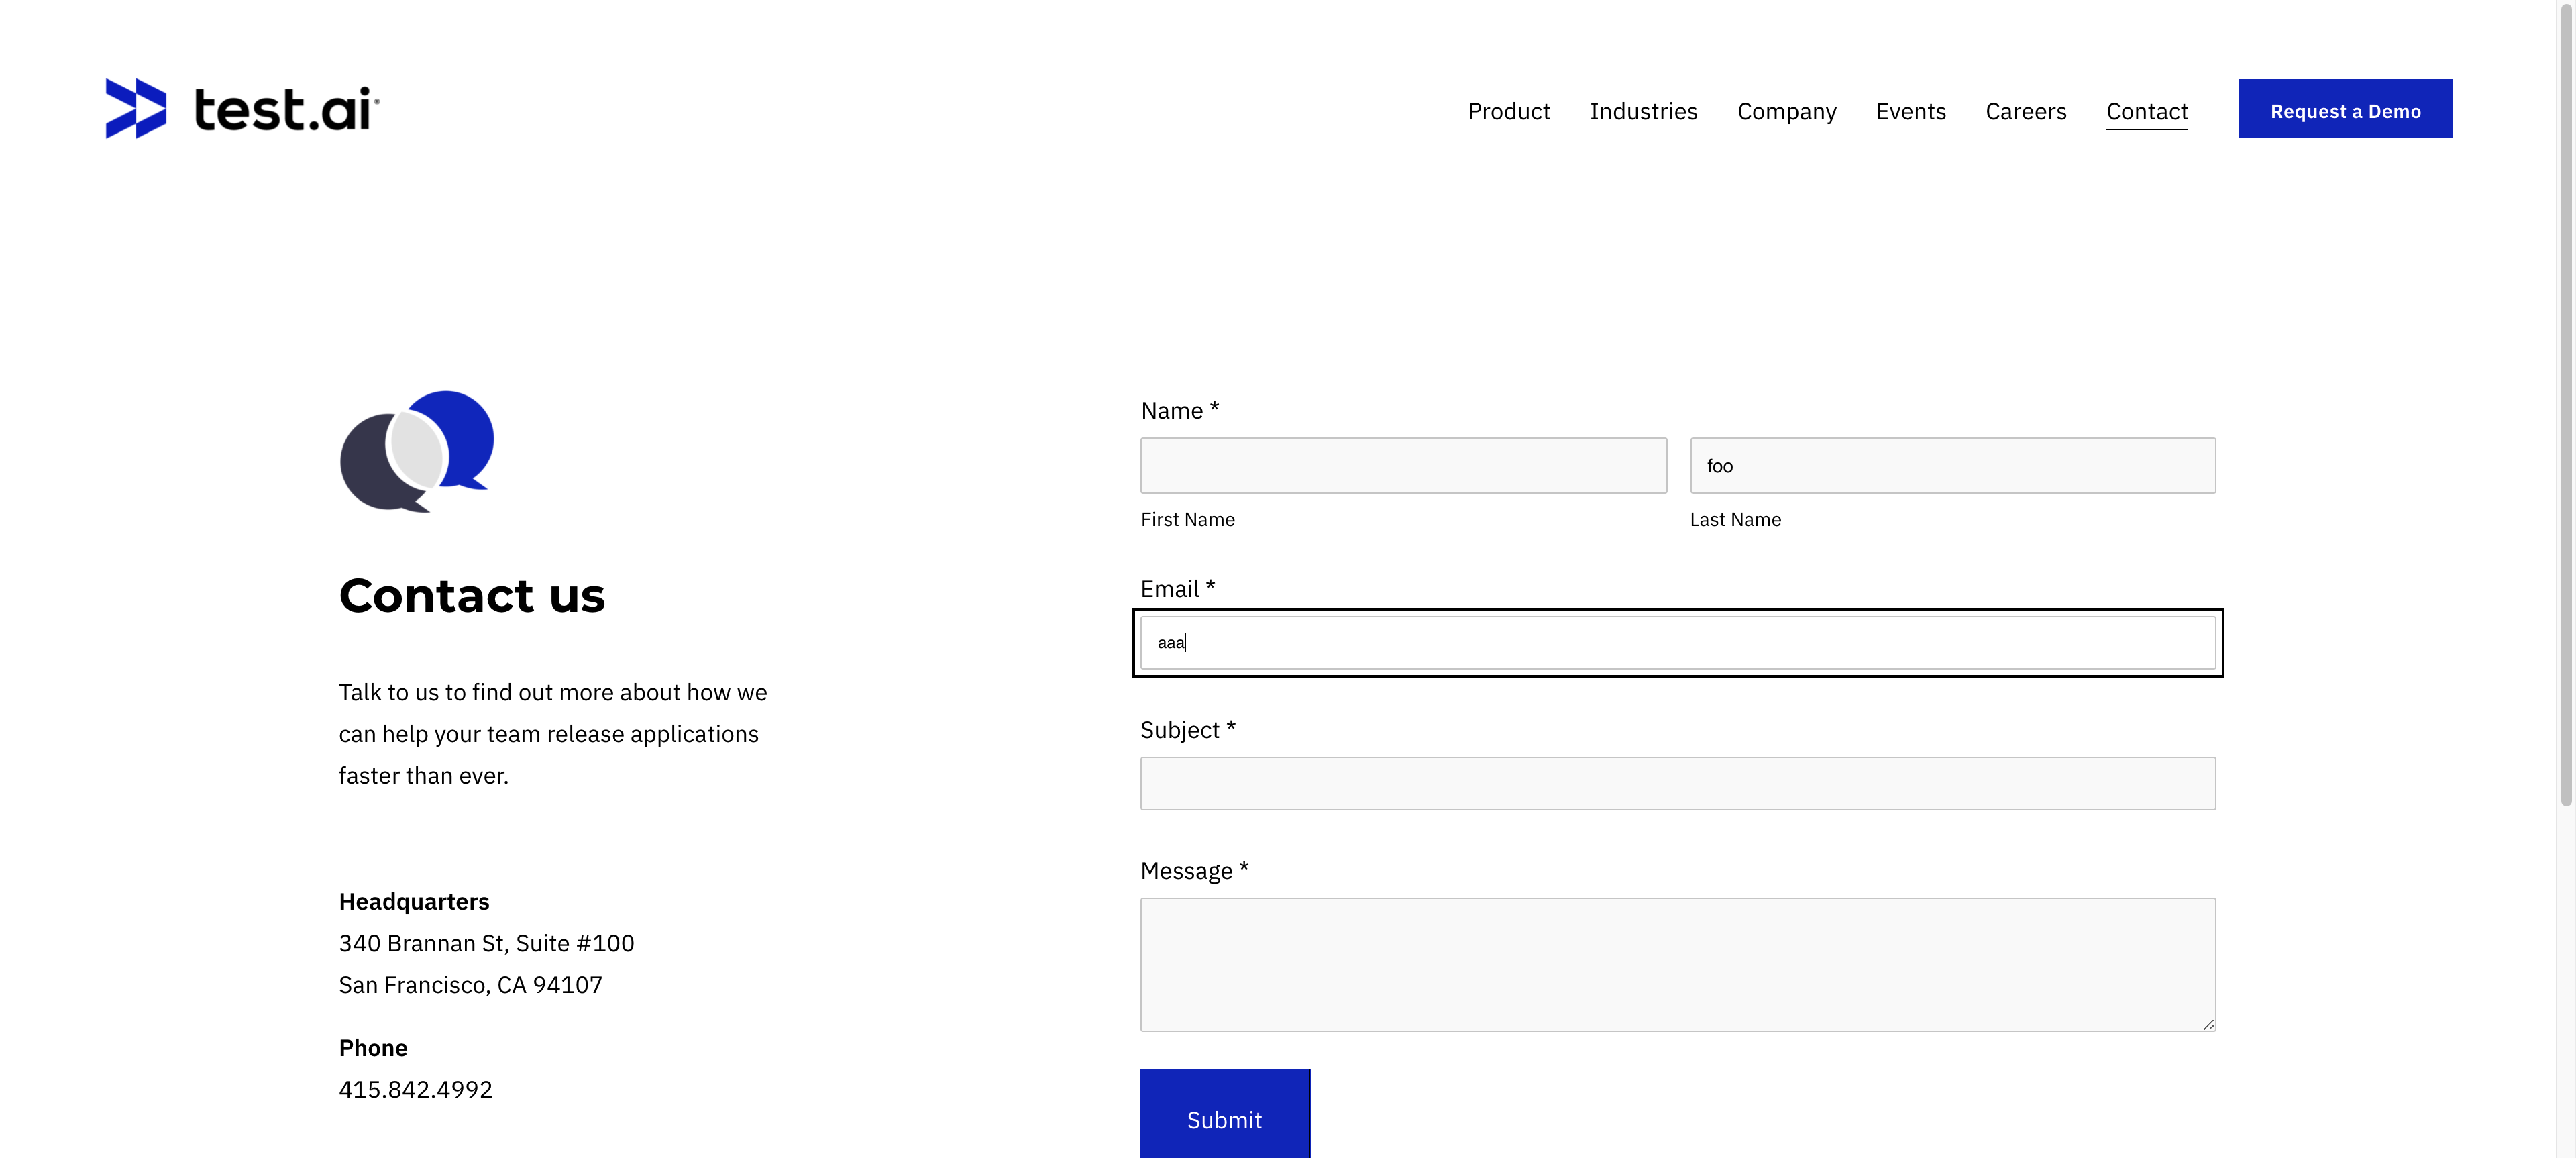 test.ai
Product Industries Company Events Careers Contact Request a Demo
Contact us
Talk to us to find out more about how we
can help your team release applications
faster than ever.
Headquarters
340 Brannan St, Suite #100
San Francisco, CA 94107
Phone
415.842.4992
Name *
foo
First Name Last Name
Email *
aaa
Subject *
Message *
Submit